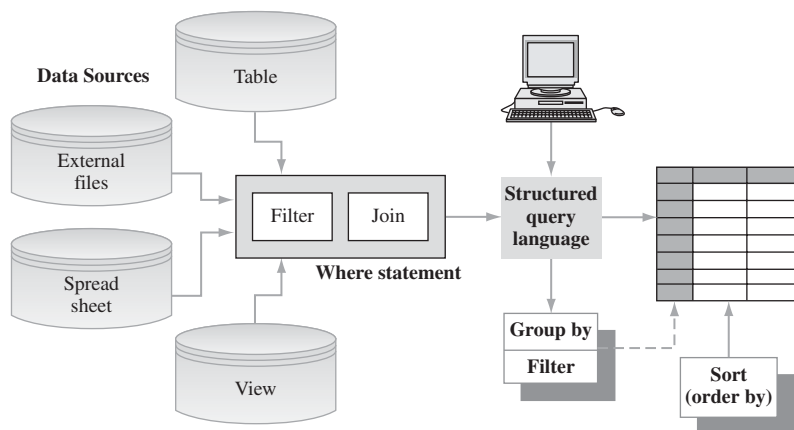 Data Sources
Table
External
files
Spread
sheet
View
Filter
Join
Where statement
Structured
query
language
Group by
Filter
Sort
(order by)